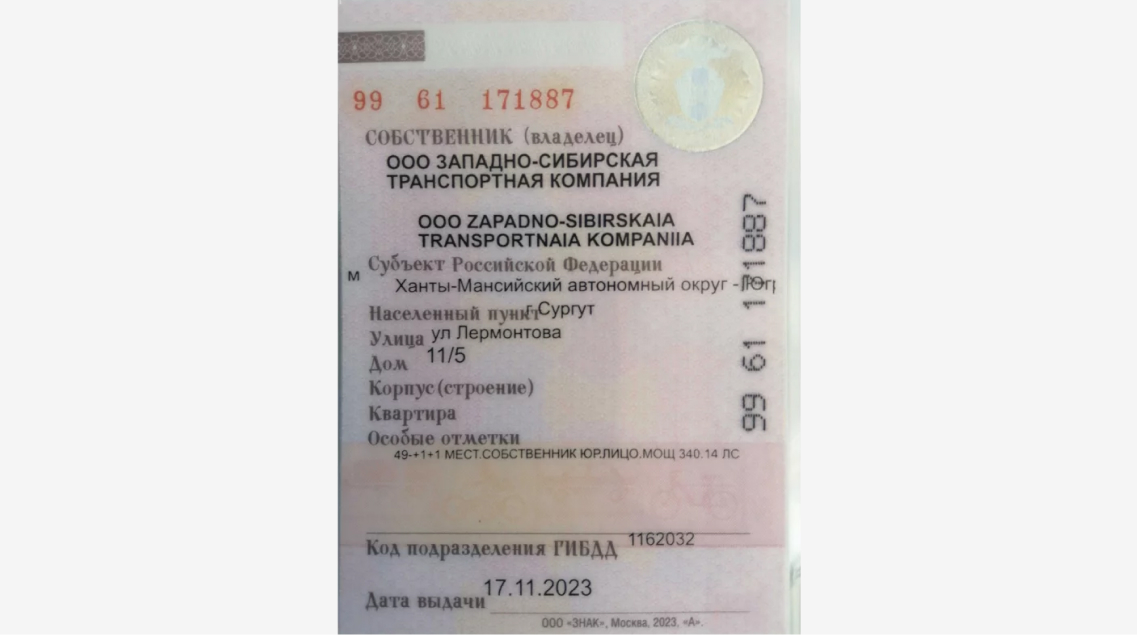 99 61 171887
СОБСТВЕННИК (владелец)
ООО ЗАПАДНО-СИБИРСКАЯ
ТРАНСПОРТНАЯ КОМПАНИЯ
ООО ZAPADNO-SIBIRSKAIA
TRANSPORTNAIA KOMPANIIA
Субъект Российской Федерации
м
Ханты-Мансийский автономный округ -
Населенный пункт г Сургут
Улица ул Лермонтова
Дом 11/5
Корпус(строение)
Квартира
Особые отметки
49-+1+1 МЕСТ.СОБСТВЕННИК ЮР.ЛИЦО.МОЩ 340.14 ЛС
Код подразделения ГИБДД 1162032
Дата выдачи 17.11.2023
ООО «ЗНАК», Москва, 2023, «А».
99 61 171887